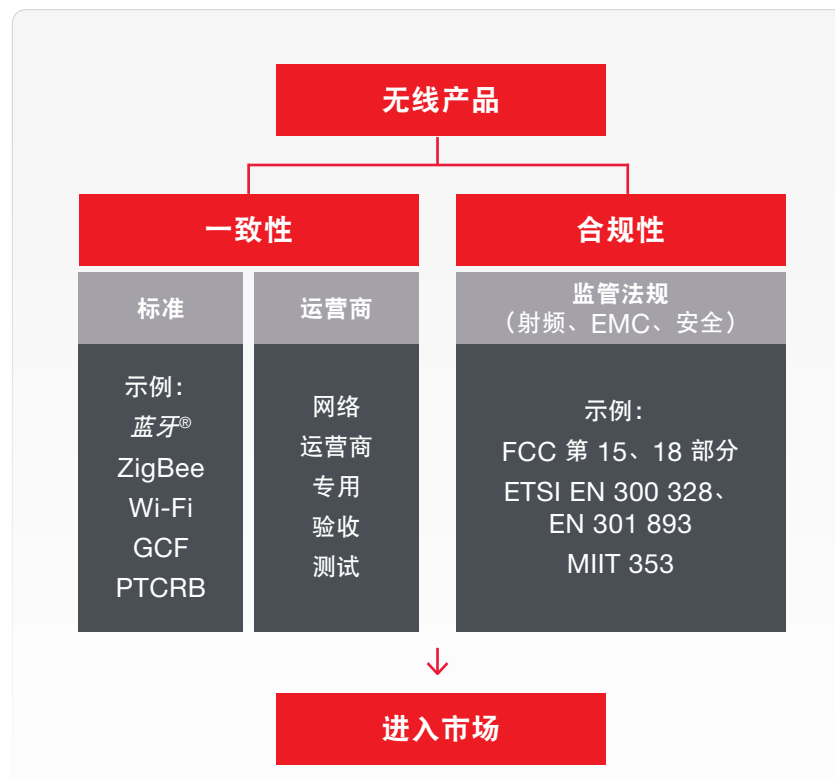 无线产品
一致性
合规性
标准
运营商
监管法规
（射频、EMC、安全）
示例：
蓝牙®
ZigBee
Wi-Fi
GCF
PTCRB
网络
运营商
专用
验收
测试
示例：
FCC 第 15、18 部分
ETSI EN 300 328、
EN 301 893
MIIT 353
进入市场